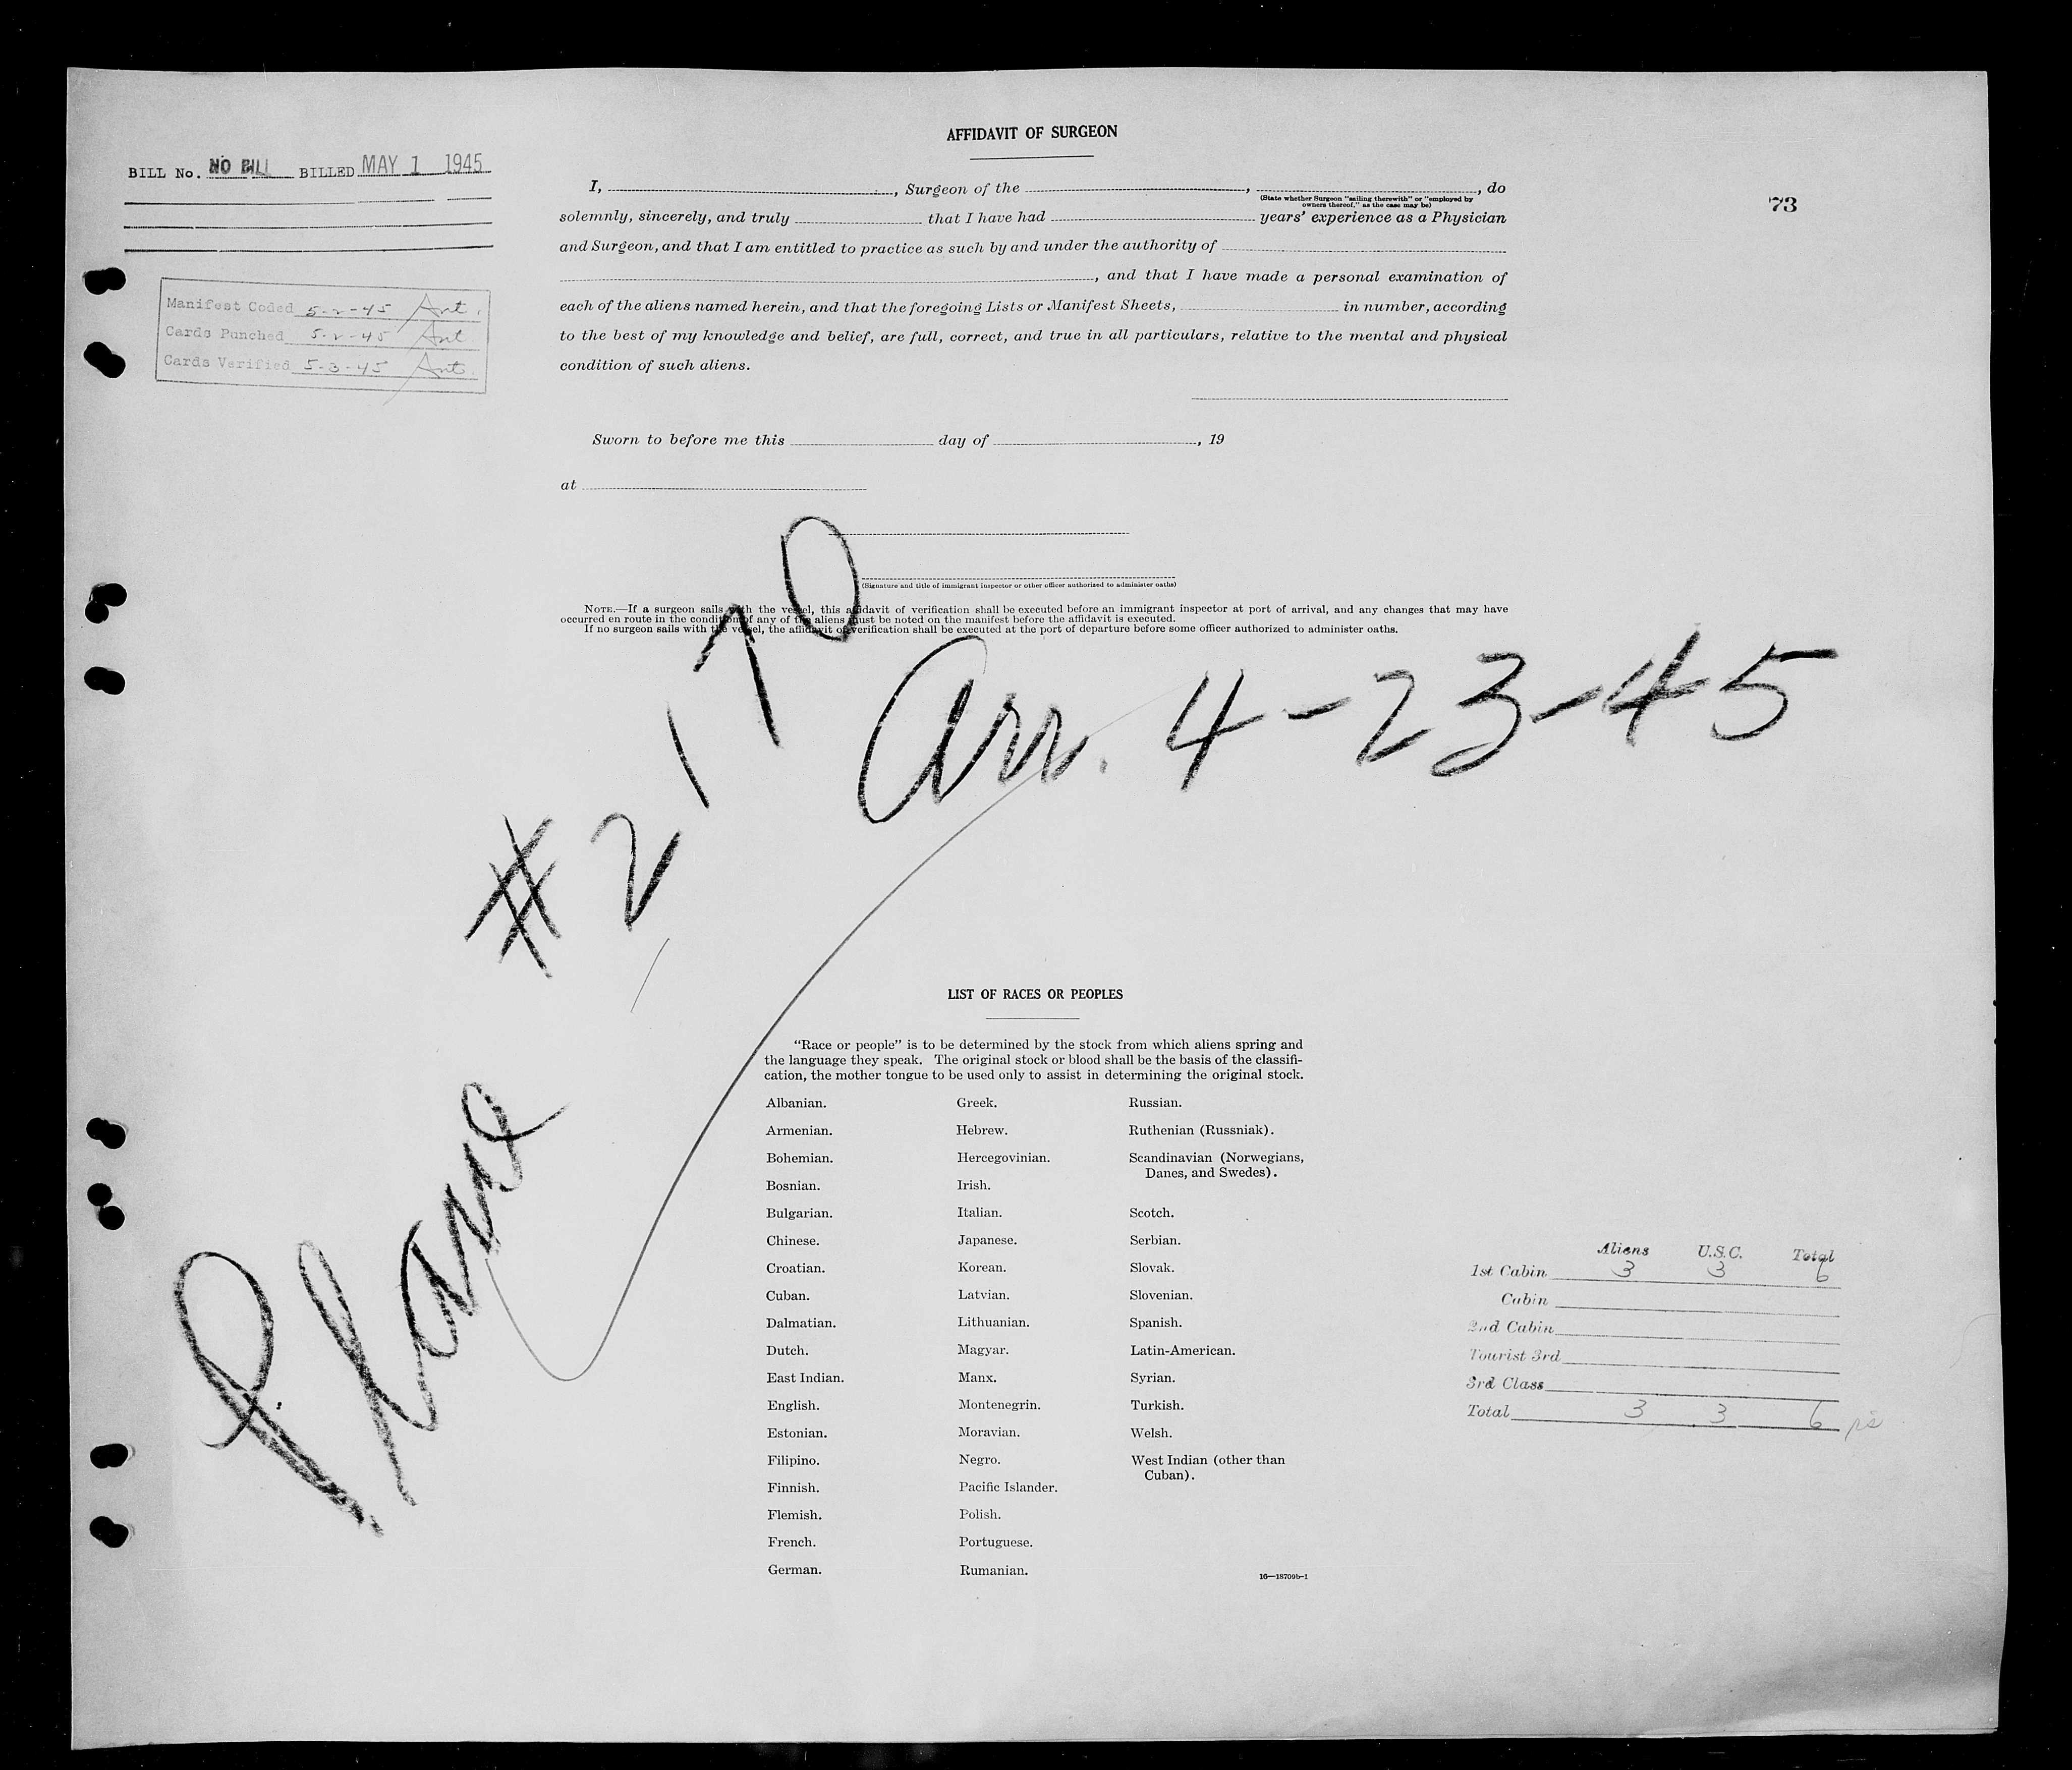 AFFIDAVIT OF SURGEON
BILL No. NO BILL BILLED MAY 1 1945
73
I, , Surgeon of the , , do
(State whether Surgeon "sailing therewith" or "employed by
owners thereof," as the case may be)
solemnly, sincerely, and truly that I have had years' experience as a Physician
and Surgeon, and that I am entitled to practice as such by and under the authority of
, and that I have made a personal examination of
each of the aliens named herein, and that the foregoing Lists or Manifest Sheets, in number, according
to the best of my knowledge and belief, are full, correct, and true in all particulars, relative to the mental and physical
condition of such aliens.
Manifest Coded 5-2-45
Cards Punched 5-2-45
Cards Verified 5-3-45
Sworn to before me this day of , 19
at
(Signature and title of immigrant inspector or other officer authorized to administer oaths)
NOTE.—If a surgeon sails with the vessel, this affidavit of verification shall be executed before an immigrant inspector at port of arrival, and any changes that may have
occurred en route in the condition of any of the aliens must be noted on the manifest before the affidavit is executed.
If no surgeon sails with the vessel, the affidavit of verification shall be executed at the port of departure before some officer authorized to administer oaths.
Plane #2170
Arr. 4-23-45
LIST OF RACES OR PEOPLES
"Race or people" is to be determined by the stock from which aliens spring and
the language they speak. The original stock or blood shall be the basis of the classifi-
cation, the mother tongue to be used only to assist in determining the original stock.
Albanian.
Armenian.
Bohemian.
Bosnian.
Bulgarian.
Chinese.
Croatian.
Cuban.
Dalmatian.
Dutch.
East Indian.
English.
Estonian.
Filipino.
Finnish.
Flemish.
French.
German.
Greek.
Hebrew.
Hercegovinian.
Irish.
Italian.
Japanese.
Korean.
Latvian.
Lithuanian.
Magyar.
Manx.
Montenegrin.
Moravian.
Negro.
Pacific Islander.
Polish.
Portuguese.
Rumanian.
Russian.
Ruthenian (Russniak).
Scandinavian (Norwegians,
Danes, and Swedes).
Scotch.
Serbian.
Slovak.
Slovenian.
Spanish.
Latin-American.
Syrian.
Turkish.
Welsh.
West Indian (other than
Cuban).
16—18709b-1
Aliens U.S.C. Total
1st Cabin 3 3 6
Cabin
2nd Cabin
Tourist 3rd
3rd Class
Total 3 3 6